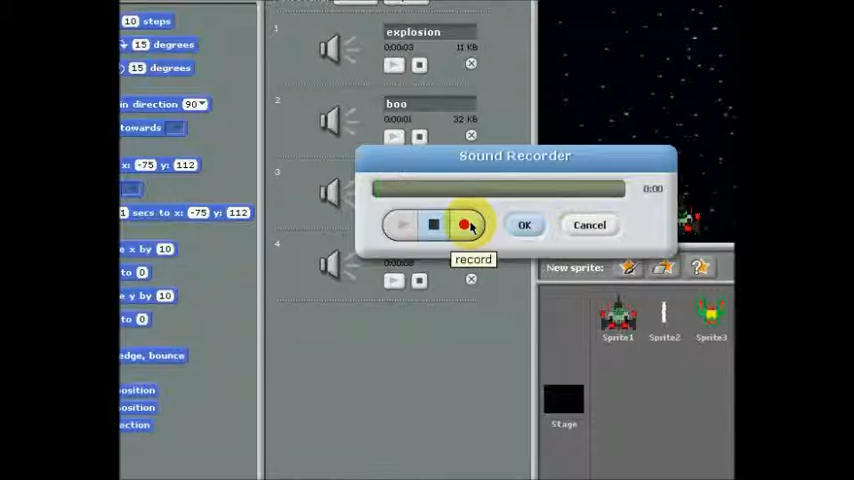 10 steps
15 degrees
15 degrees
in direction 90
towards
x: -75 y: 112
secs to x: -75 y: 112
e x by 10
to 0
e y by 10
to 0
edge, bounce
osition
osition
ection
1
explosion
0:00:03 11 KB
2
boo
0:00:01 32 KB
3
4
0:00:08
Sound Recorder
0:00
OK
Cancel
record
New sprite:
Sprite1
Sprite2
Sprite3
Stage